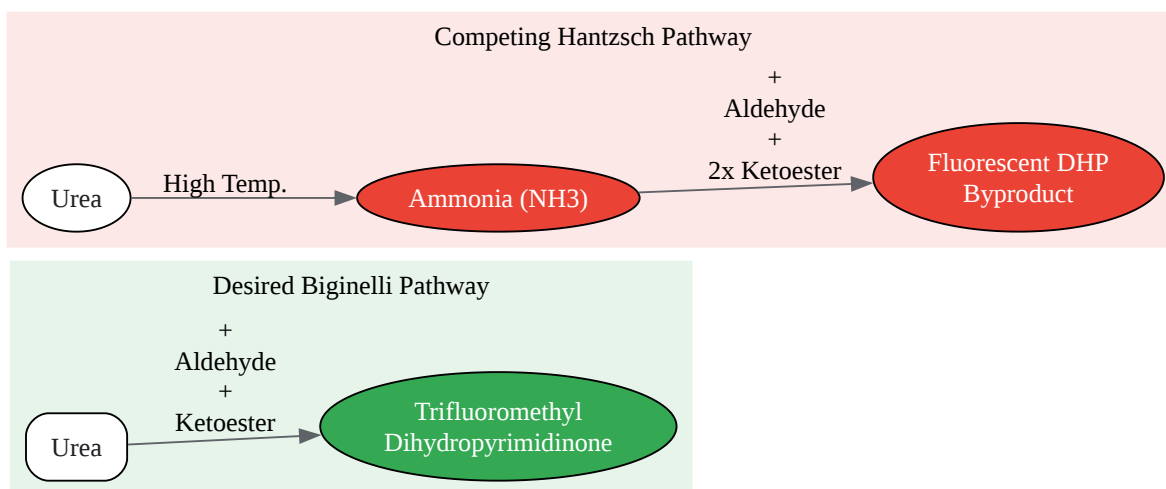 Competing Hantzsch Pathway
+
Aldehyde
+
2x Ketoester
Urea
High Temp.
Ammonia (NH3)
Fluorescent DHP
Byproduct
Desired Biginelli Pathway
+
Aldehyde
+
Ketoester
Urea
Trifluoromethyl
Dihydropyrimidinone